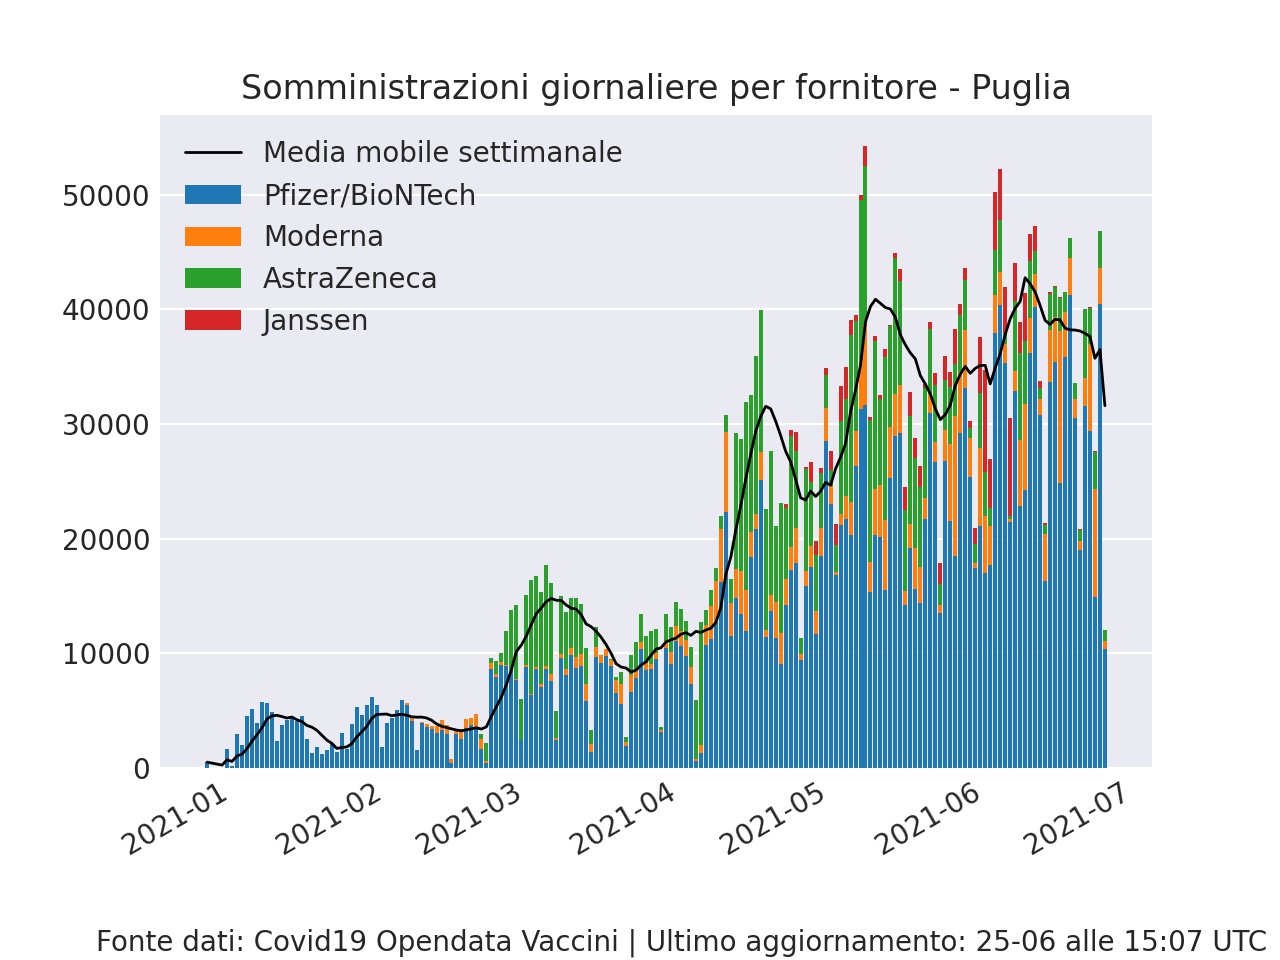 Somministrazioni giornaliere per fornitore - Puglia
Media mobile settimanale
Pfizer/BioNTech
Moderna
AstraZeneca
Janssen
50000
40000
30000
20000
10000
0
2021-01
2021-02
2021-03
2021-04
2021-05
2021-06
2021-07
Fonte dati: Covid19 Opendata Vaccini | Ultimo aggiornamento: 25-06 alle 15:07 UTC